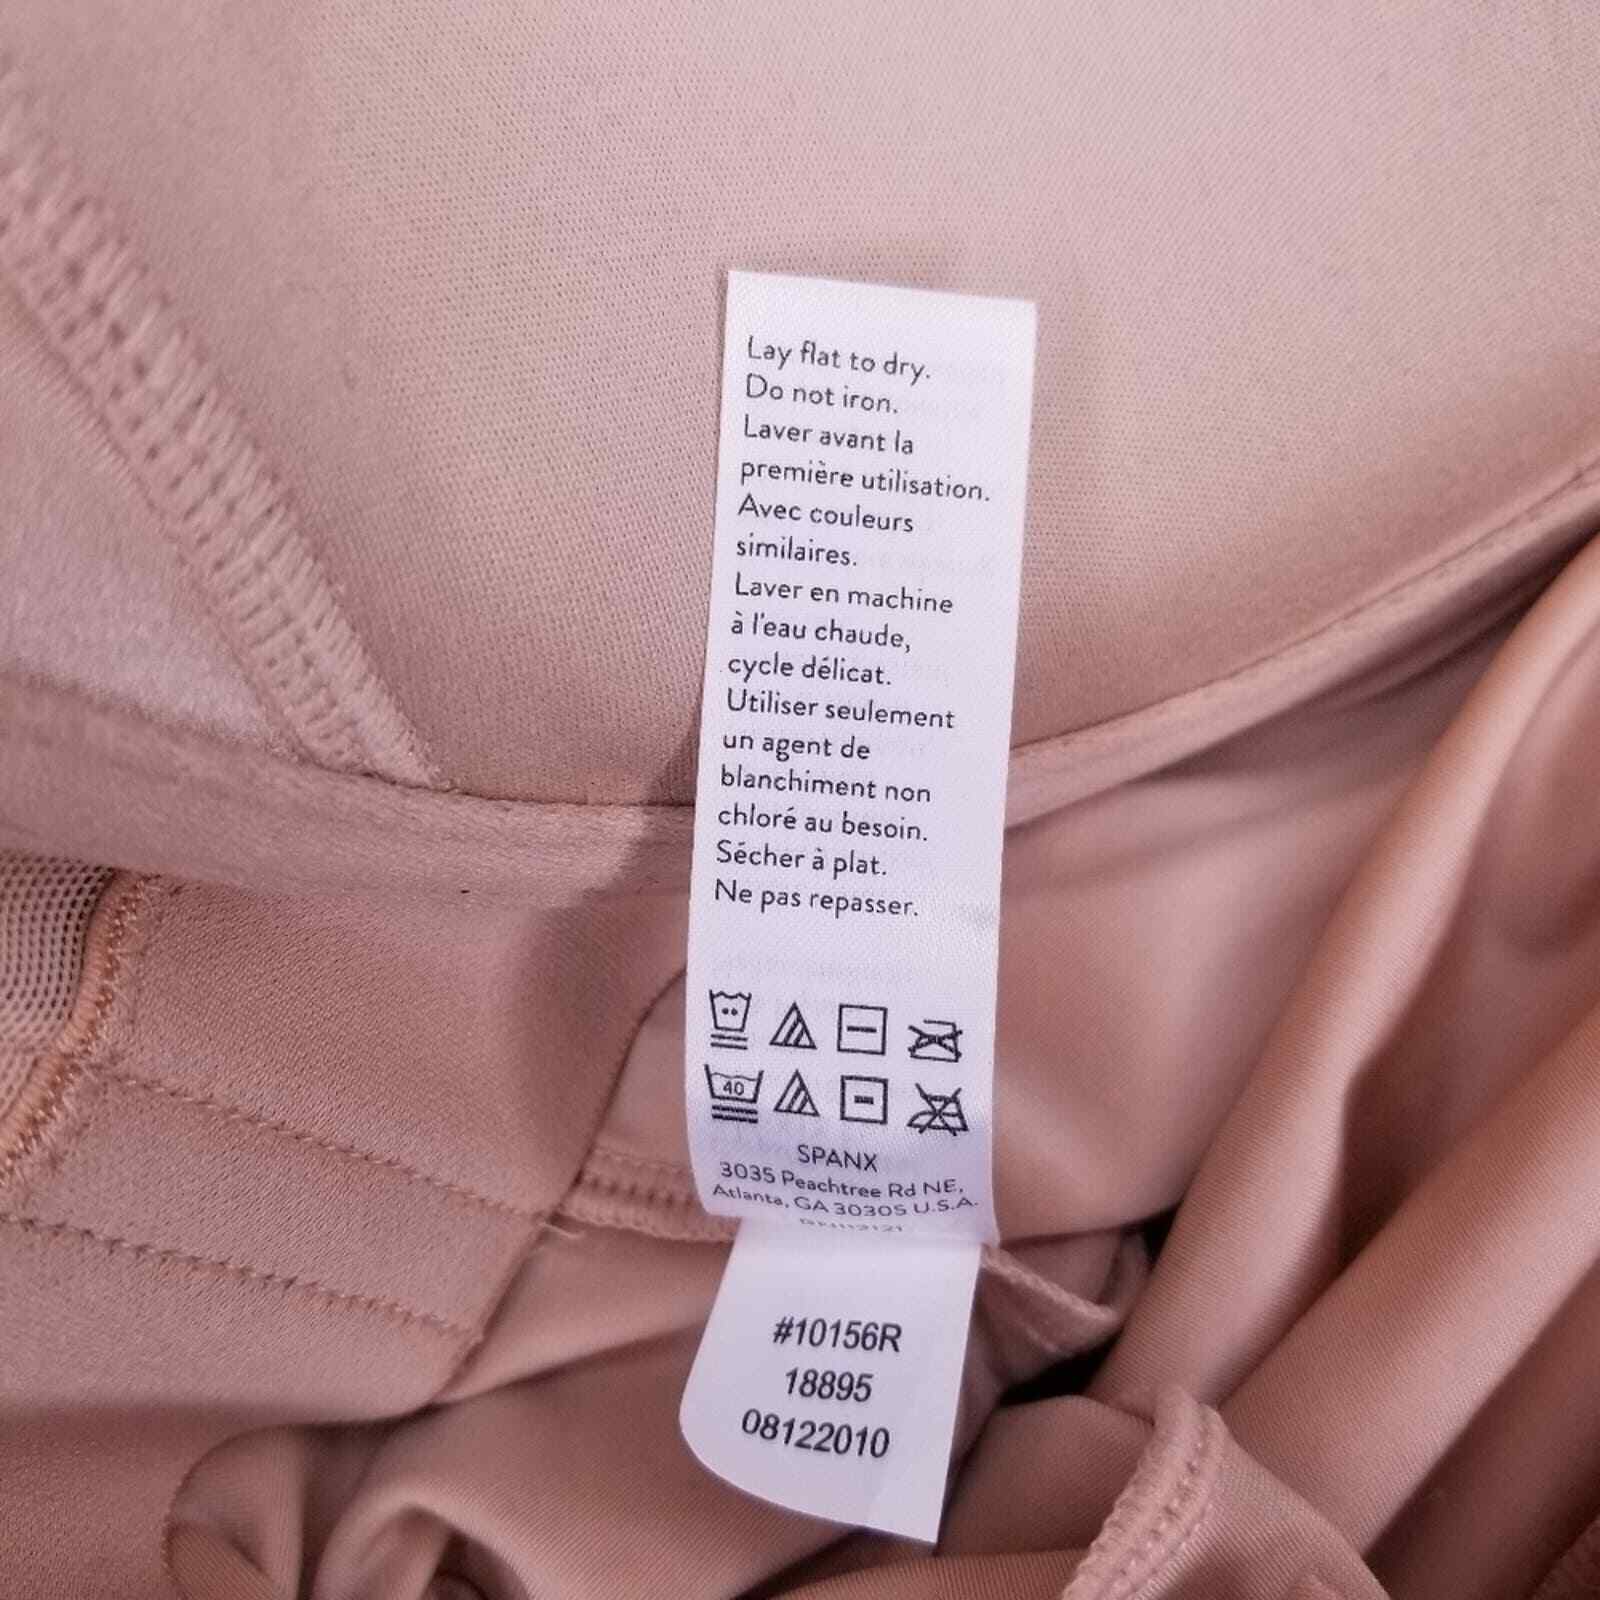 Lay flat to dry.
Do not iron.
Laver avant la
première utilisation.
Avec couleurs
similaires.
Laver en machine
à l'eau chaude,
cycle délicat.
Utiliser seulement
un agent de
blanchiment non
chloré au besoin.
Sécher à plat.
Ne pas repasser.
40
SPANX
3035 Peachtree Rd NE,
Atlanta, GA 30305 U.S.A.
#10156R
18895
08122010